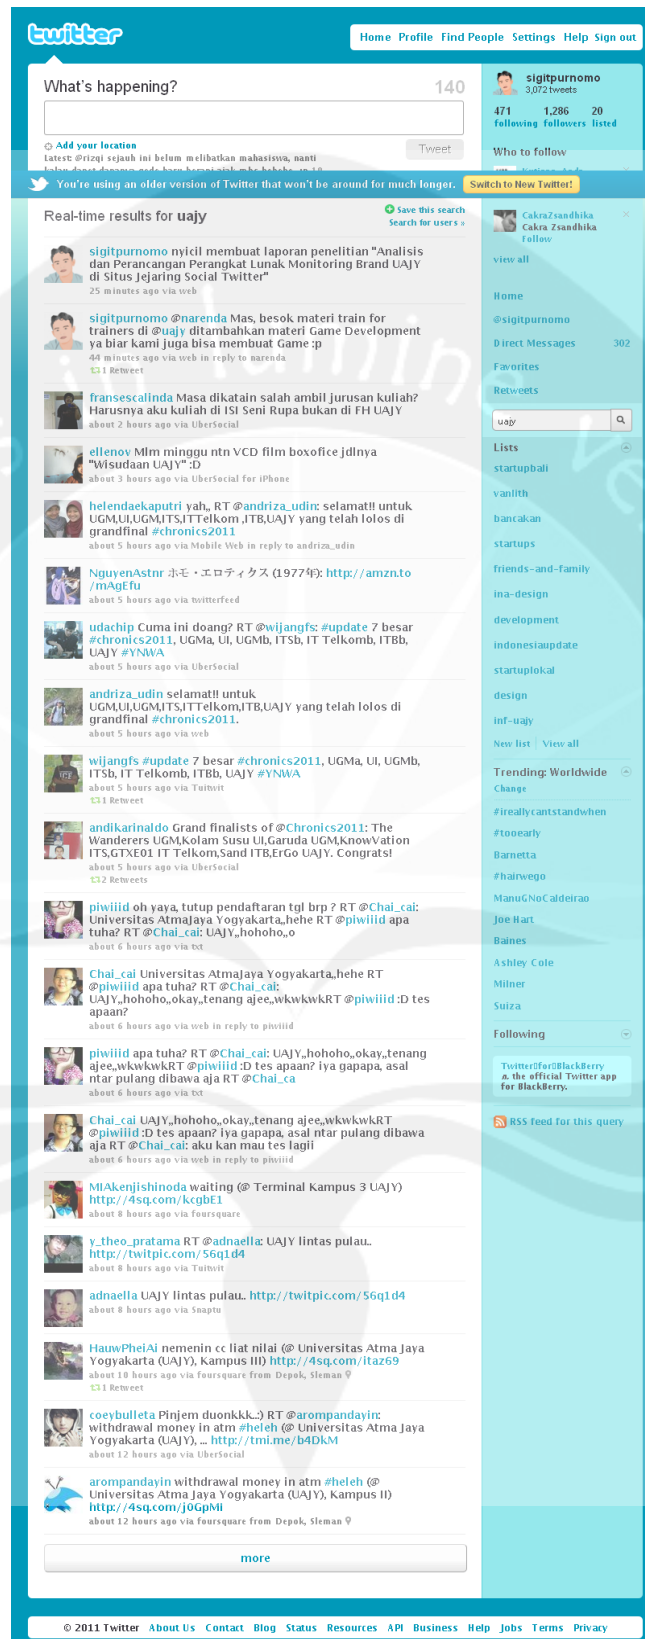 twitter
Home Profile Find People Settings Help Sign out
What's happening?
140
Add your location
Latest: @rizqi sejauh ini belum melibatkan mahasiswa, nanti
Tweet
sigitpurnomo
3,072 tweets
471 1,286 20
following followers listed
Who to follow
You're using an older version of Twitter that won't be around for much longer. Switch to New Twitter!
Real-time results for uajy
Save this search
Search for users »
sigitpurnomo nyicil membuat laporan penelitian "Analisis
dan Perancangan Perangkat Lunak Monitoring Brand UAJY
di Situs Jejaring Social Twitter"
25 minutes ago via web
sigitpurnomo @narenda Mas, besok materi train for
trainers di @uajy ditambahkan materi Game Development
ya biar kami juga bisa membuat Game :p
44 minutes ago via web in reply to narenda
1 Retweet
fransescalinda Masa dikatain salah ambil jurusan kuliah?
Harusnya aku kuliah di ISI Seni Rupa bukan di FH UAJY
about 2 hours ago via UberSocial
ellenov Mlm minggu ntn VCD film boxofice jdlnya
"Wisudaan UAJY" :D
about 3 hours ago via UberSocial for iPhone
helendaekaputri yah,, RT @andriza_udin: selamat!! untuk
UGM,UI,UGM,ITS,ITTelkom ,ITB,UAJY yang telah lolos di
grandfinal #chronics2011
about 5 hours ago via Mobile Web in reply to andriza_udin
NguyenAstnr ホモ・エロティクス (1977年): http://amzn.to
/mAgEfu
about 5 hours ago via twitterfeed
udachip Cuma ini doang? RT @wijangfs: #update 7 besar
#chronics2011, UGMa, UI, UGMb, ITSb, IT Telkomb, ITBb,
UAJY #YNWA
about 5 hours ago via UberSocial
andriza_udin selamat!! untuk
UGM,UI,UGM,ITS,ITTelkom,ITB,UAJY yang telah lolos di
grandfinal #chronics2011.
about 5 hours ago via web
wijangfs #update 7 besar #chronics2011, UGMa, UI, UGMb,
ITSb, IT Telkomb, ITBb, UAJY #YNWA
about 5 hours ago via Tuitwit
1 Retweet
andikarinaldo Grand finalists of @Chronics2011: The
Wanderers UGM,Kolam Susu UI,Garuda UGM,KnowVation
ITS,GTXE01 IT Telkom,Sand ITB,ErGo UAJY. Congrats!
about 5 hours ago via UberSocial
2 Retweets
piwiiid oh yaya, tutup pendaftaran tgl brp ? RT @Chai_cai:
Universitas AtmaJaya Yogyakarta,,hehe RT @piwiiid apa
tuha? RT @Chai_cai: UAJY,,hohoho,,o
about 6 hours ago via txt
Chai_cai Universitas AtmaJaya Yogyakarta,,hehe RT
@piwiiid apa tuha? RT @Chai_cai:
UAJY,,hohoho,,okay,,tenang ajee,,wkwkwkRT @piwiiid :D tes
apaan?
about 6 hours ago via web in reply to piwiiid
piwiiid apa tuha? RT @Chai_cai: UAJY,,hohoho,,okay,,tenang
ajee,,wkwkwkRT @piwiiid :D tes apaan? iya gapapa, asal
ntar pulang dibawa aja RT @Chai_ca
about 6 hours ago via txt
Chai_cai UAJY,,hohoho,,okay,,tenang ajee,,wkwkwkRT
@piwiiid :D tes apaan? iya gapapa, asal ntar pulang dibawa
aja RT @Chai_cai: aku kan mau tes lagii
about 6 hours ago via web in reply to piwiiid
MIAkenjishinoda waiting (@ Terminal Kampus 3 UAJY)
http://4sq.com/kcgbE1
about 8 hours ago via foursquare
y_theo_pratama RT @adnaella: UAJY lintas pulau..
http://twitpic.com/56q1d4
about 8 hours ago via Tuitwit
adnaella UAJY lintas pulau.. http://twitpic.com/56q1d4
about 8 hours ago via Snaptu
HauwPheiAi nemenin cc liat nilai (@ Universitas Atma Jaya
Yogyakarta (UAJY), Kampus III) http://4sq.com/itaz69
about 10 hours ago via foursquare from Depok, Sleman
1 Retweet
coeybulleta Pinjem duonkkk..:) RT @arompandayin:
withdrawal money in atm #heleh (@ Universitas Atma Jaya
Yogyakarta (UAJY), ... http://tmi.me/b4DkM
about 12 hours ago via UberSocial
arompandayin withdrawal money in atm #heleh (@
Universitas Atma Jaya Yogyakarta (UAJY), Kampus II)
http://4sq.com/j0GpMi
about 12 hours ago via foursquare from Depok, Sleman
more
CakraZsandhika
Cakra Zsandhika
Follow
view all
Home
@sigitpurnomo
Direct Messages 302
Favorites
Retweets
uajy
Lists
startupbali
vanlith
bancakan
startups
friends-and-family
ina-design
development
indonesiaupdate
startuplokal
design
inf-uajy
New list View all
Trending: Worldwide
Change
#ireallycantstandwhen
#tooearly
Barnetta
#hairwego
ManuGNoCaldeirao
Joe Hart
Baines
Ashley Cole
Milner
Suiza
Following
Twitter for BlackBerry
n. the official Twitter app
for BlackBerry.
RSS feed for this query
© 2011 Twitter About Us Contact Blog Status Resources API Business Help Jobs Terms Privacy